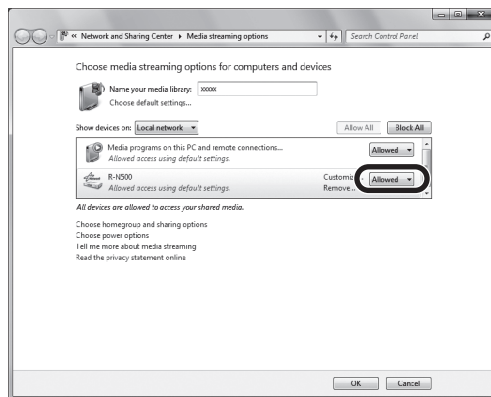 « Network and Sharing Center ▸ Media streaming options
Search Control Panel
Choose media streaming options for computers and devices
Name your media library: xxxxx
Choose default settings...
Show devices on: Local network
Allow All Block All
Media programs on this PC and remote connections...
Allowed access using default settings.
Allowed
R-N500
Allowed access using default settings.
Remove...
Allowed
All devices are allowed to access your shared media.
Choose homegroup and sharing options
Choose power options
Tell me more about media streaming
Read the privacy statement online
OK Cancel